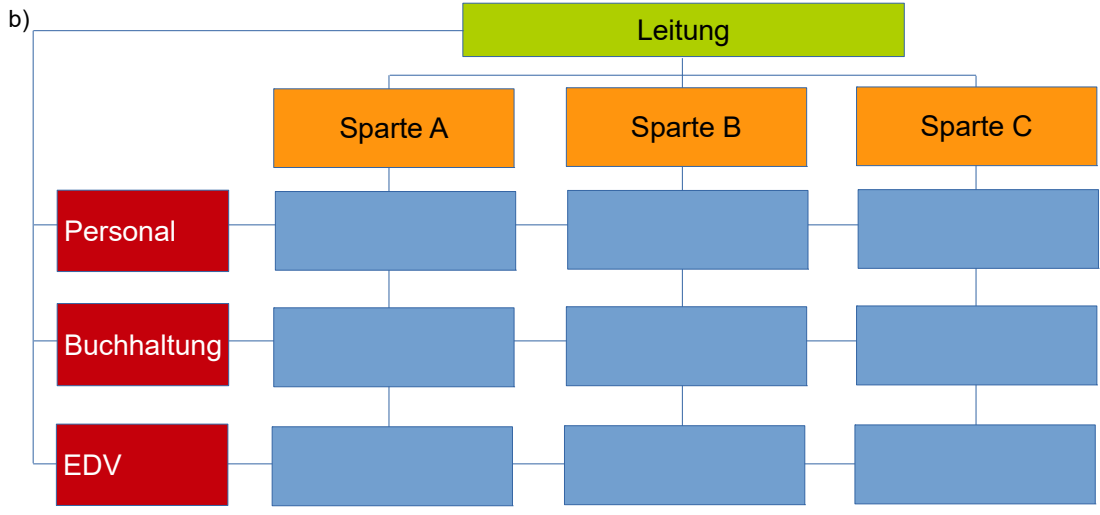 b)
Leitung
Sparte A
Sparte B
Sparte C
Personal
Buchhaltung
EDV